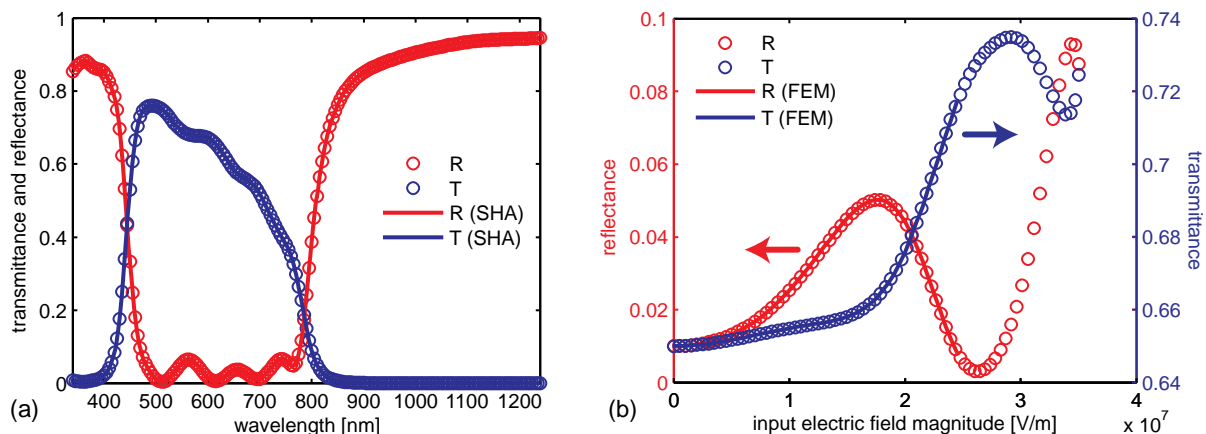 1
0.8
0.6
0.4
0.2
0
transmittance and reflectance
R
T
R (SHA)
T (SHA)
400 500 600 700 800 900 1000 1100 1200
wavelength [nm]
(a)
0.1
0.08
0.06
0.04
0.02
0
reflectance
R
T
R (FEM)
T (FEM)
0.74
0.72
0.7
0.68
0.66
0.64
transmittance
0 1 2 3 4
input electric field magnitude [V/m] x 10^7
(b)